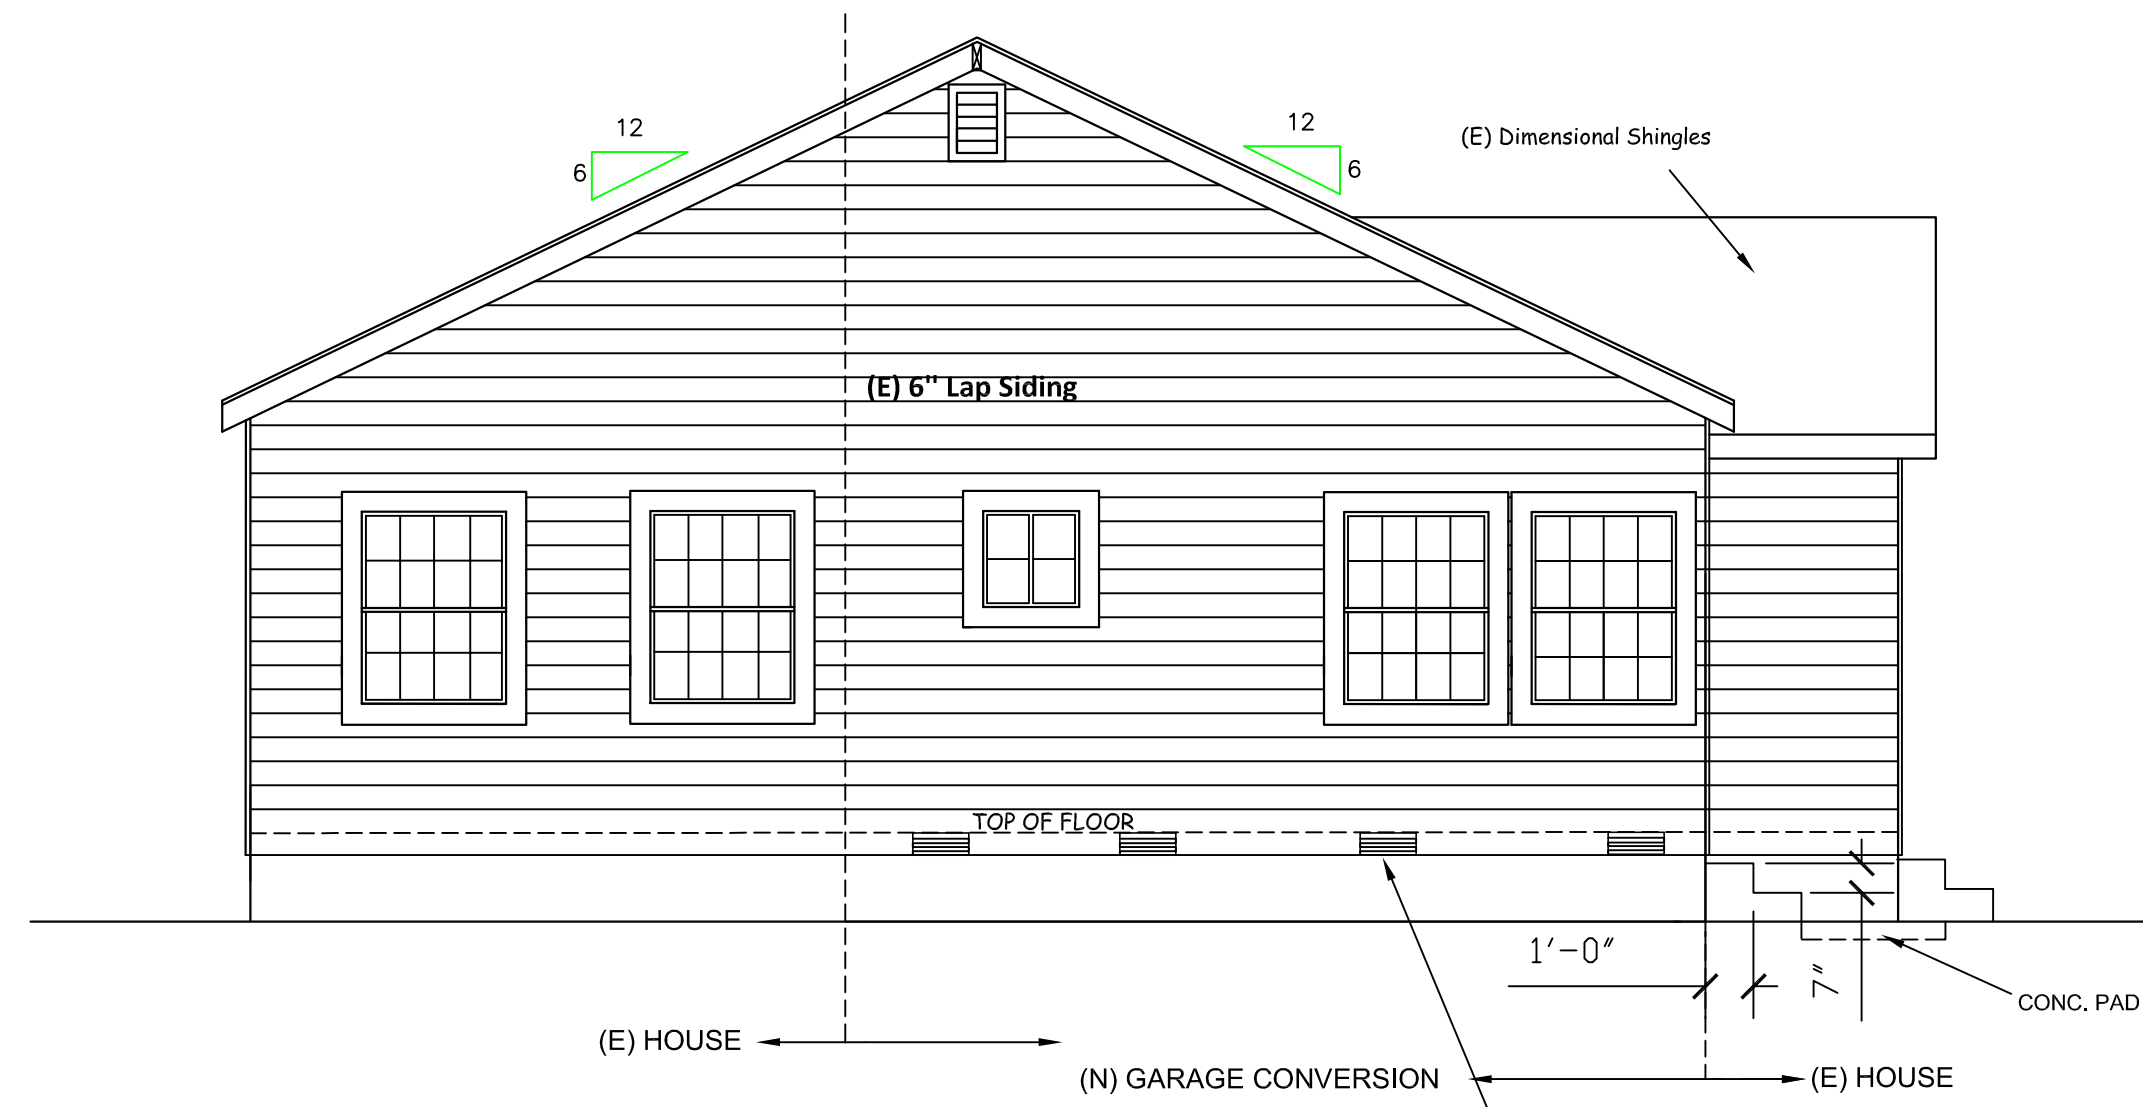 12
6
12
6
(E) Dimensional Shingles
(E) 6" Lap Siding
TOP OF FLOOR
1'-0"
7"
CONC. PAD
(E) HOUSE
(N) GARAGE CONVERSION
(E) HOUSE